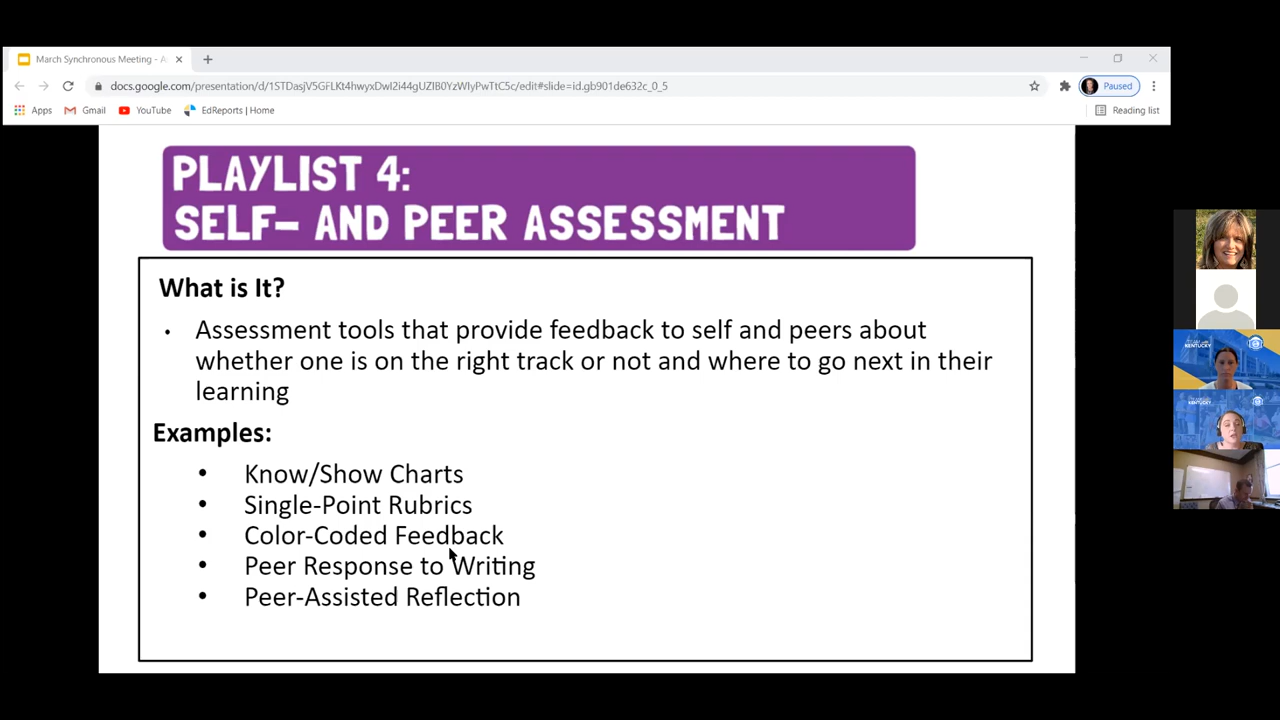 March Synchronous Meeting - A
docs.google.com/presentation/d/1STDasjV5GFLKt4hwyxDwI2i44gUZIB0YzWIyPwTtC5c/edit#slide=id.gb901de632c_0_5
Paused
Apps
Gmail
YouTube
EdReports | Home
Reading list
PLAYLIST 4:
SELF- AND PEER ASSESSMENT
What is It?
• Assessment tools that provide feedback to self and peers about
whether one is on the right track or not and where to go next in their
learning
Examples:
• Know/Show Charts
• Single-Point Rubrics
• Color-Coded Feedback
• Peer Response to Writing
• Peer-Assisted Reflection
KENTUCKY